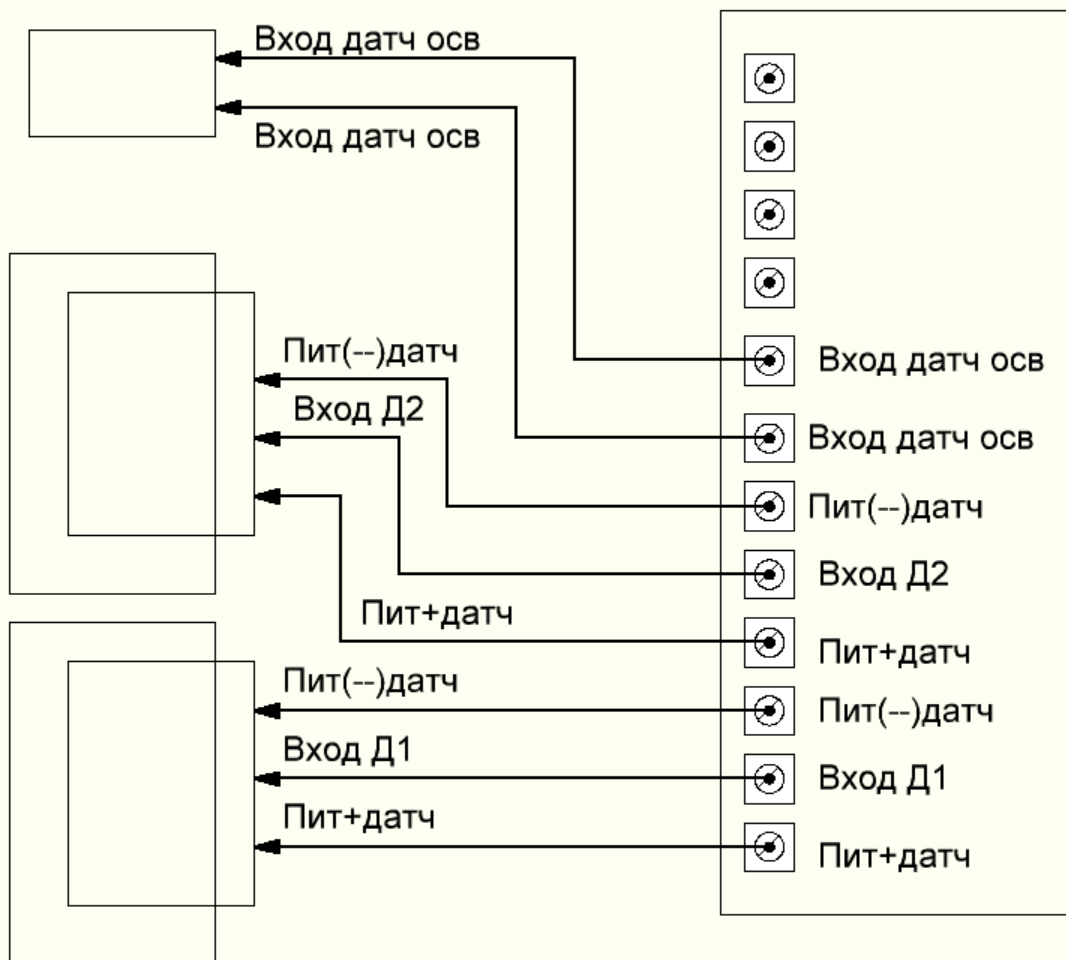 Вход датч осв
Вход датч осв
Вход датч осв
Вход датч осв
Пит(--)датч
Вход Д2
Пит(--)датч
Вход Д2
Пит+датч
Пит+датч
Пит(--)датч
Пит(--)датч
Вход Д1
Вход Д1
Пит+датч
Пит+датч